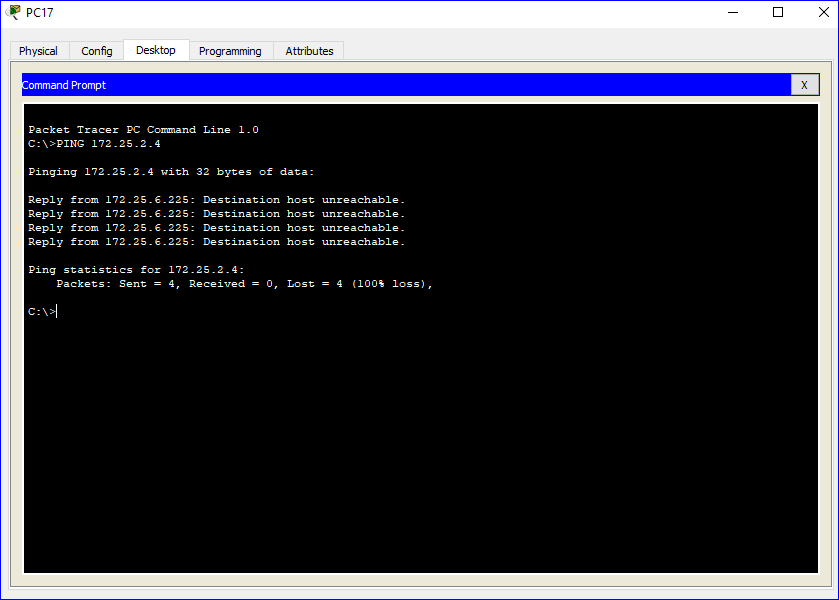 PC17
Physical Config Desktop Programming Attributes
Command Prompt X
Packet Tracer PC Command Line 1.0
C:\>PING 172.25.2.4
Pinging 172.25.2.4 with 32 bytes of data:
Reply from 172.25.6.225: Destination host unreachable.
Reply from 172.25.6.225: Destination host unreachable.
Reply from 172.25.6.225: Destination host unreachable.
Reply from 172.25.6.225: Destination host unreachable.
Ping statistics for 172.25.2.4:
Packets: Sent = 4, Received = 0, Lost = 4 (100% loss),
C:\>